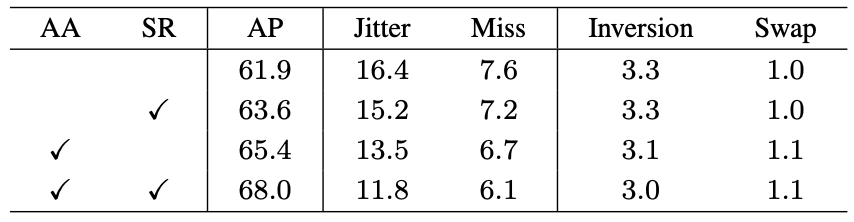 AA SR AP Jitter Miss Inversion Swap
61.9 16.4 7.6 3.3 1.0
✓ 63.6 15.2 7.2 3.3 1.0
✓ 65.4 13.5 6.7 3.1 1.1
✓ ✓ 68.0 11.8 6.1 3.0 1.1